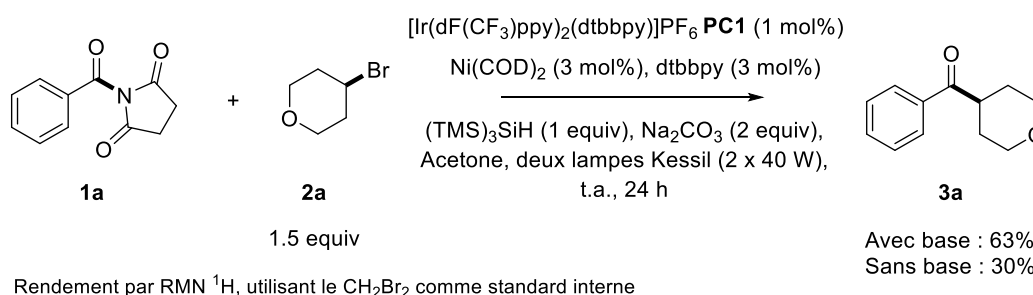 [Ir(dF(CF3)ppy)2(dtbbpy)]PF6 PC1 (1 mol%)
Ni(COD)2 (3 mol%), dtbbpy (3 mol%)
(TMS)3SiH (1 equiv), Na2CO3 (2 equiv),
Acetone, deux lampes Kessil (2 x 40 W),
t.a., 24 h
O
N
O
O
1a
+
Br
O
2a
1.5 equiv
O
O
3a
Avec base : 63%
Sans base : 30%
Rendement par RMN 1H, utilisant le CH2Br2 comme standard interne